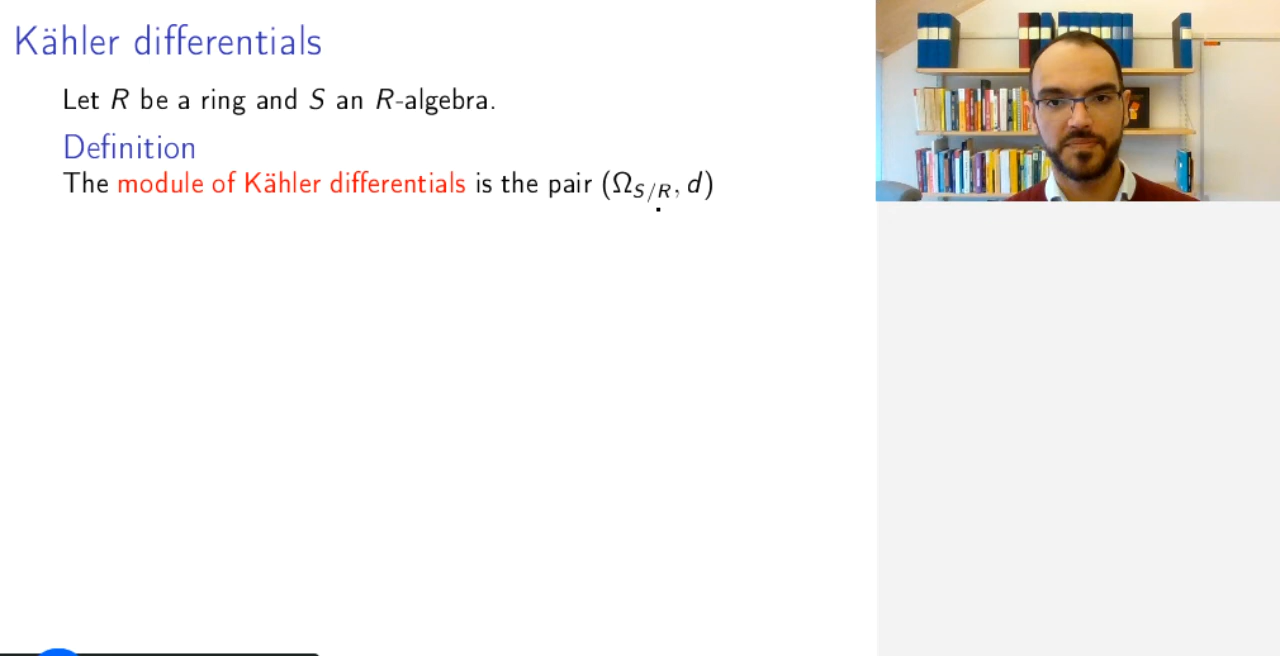 Kähler differentials
Let R be a ring and S an R-algebra.
Definition
The module of Kähler differentials is the pair (Ω_{S/R}, d)